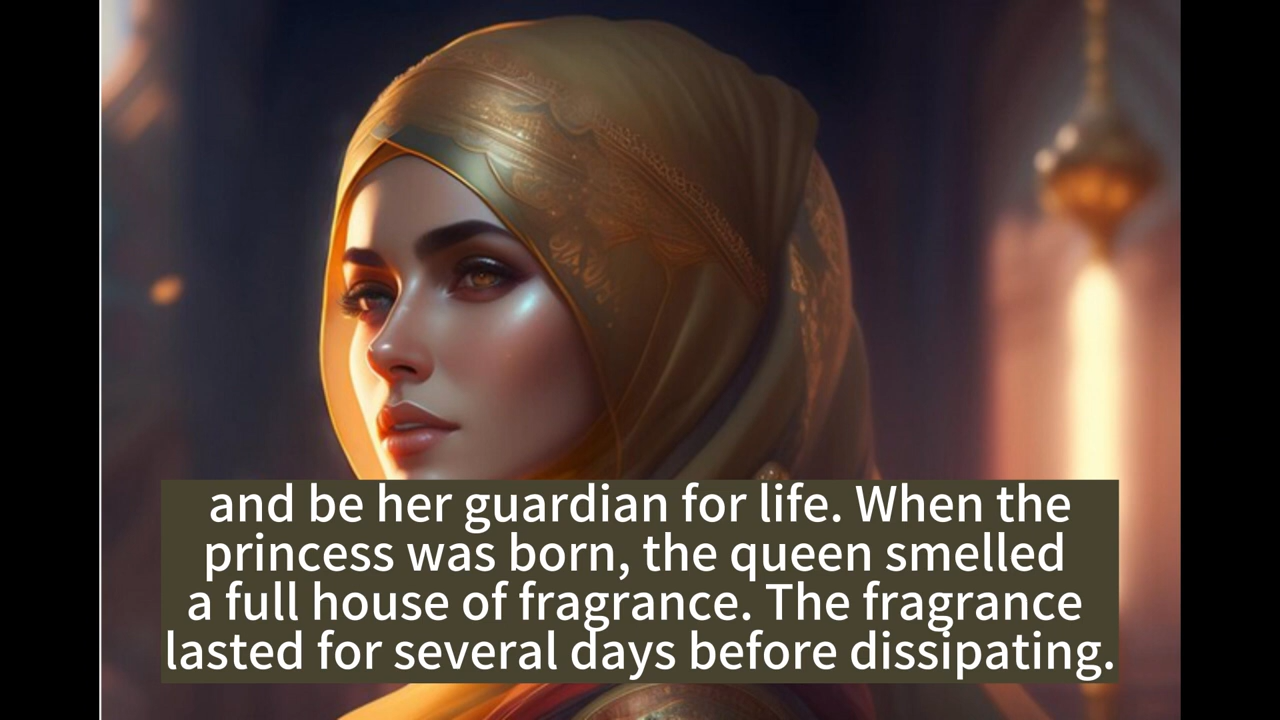 and be her guardian for life. When the
princess was born, the queen smelled
a full house of fragrance. The fragrance
lasted for several days before dissipating.